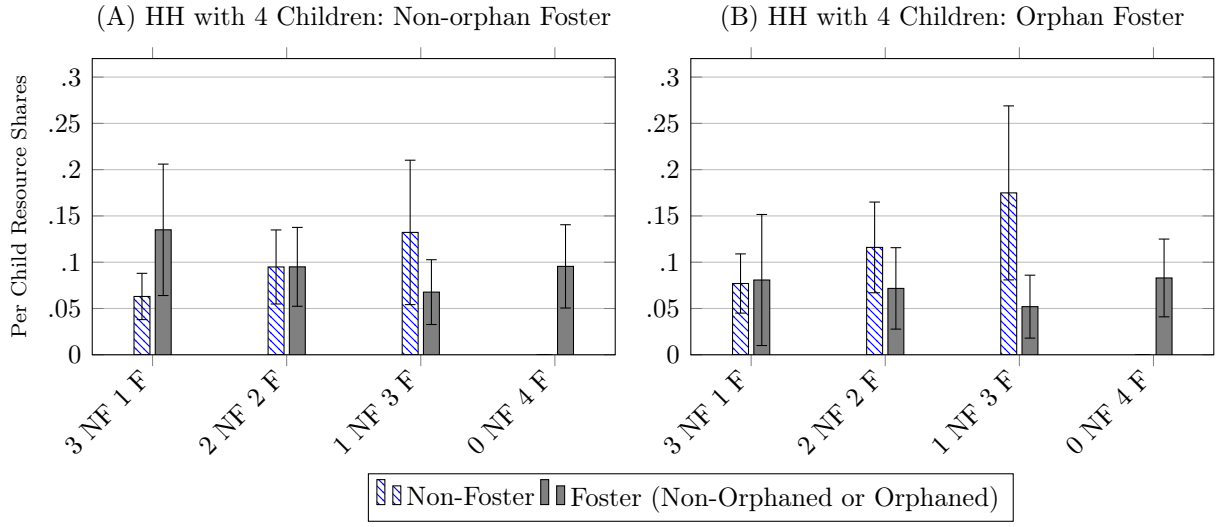 (A) HH with 4 Children: Non-orphan Foster
Per Child Resource Shares
.3
.25
.2
.15
.1
.05
0
3 NF 1 F
2 NF 2 F
1 NF 3 F
0 NF 4 F
(B) HH with 4 Children: Orphan Foster
.3
.25
.2
.15
.1
.05
0
3 NF 1 F
2 NF 2 F
1 NF 3 F
0 NF 4 F
Non-Foster Foster (Non-Orphaned or Orphaned)